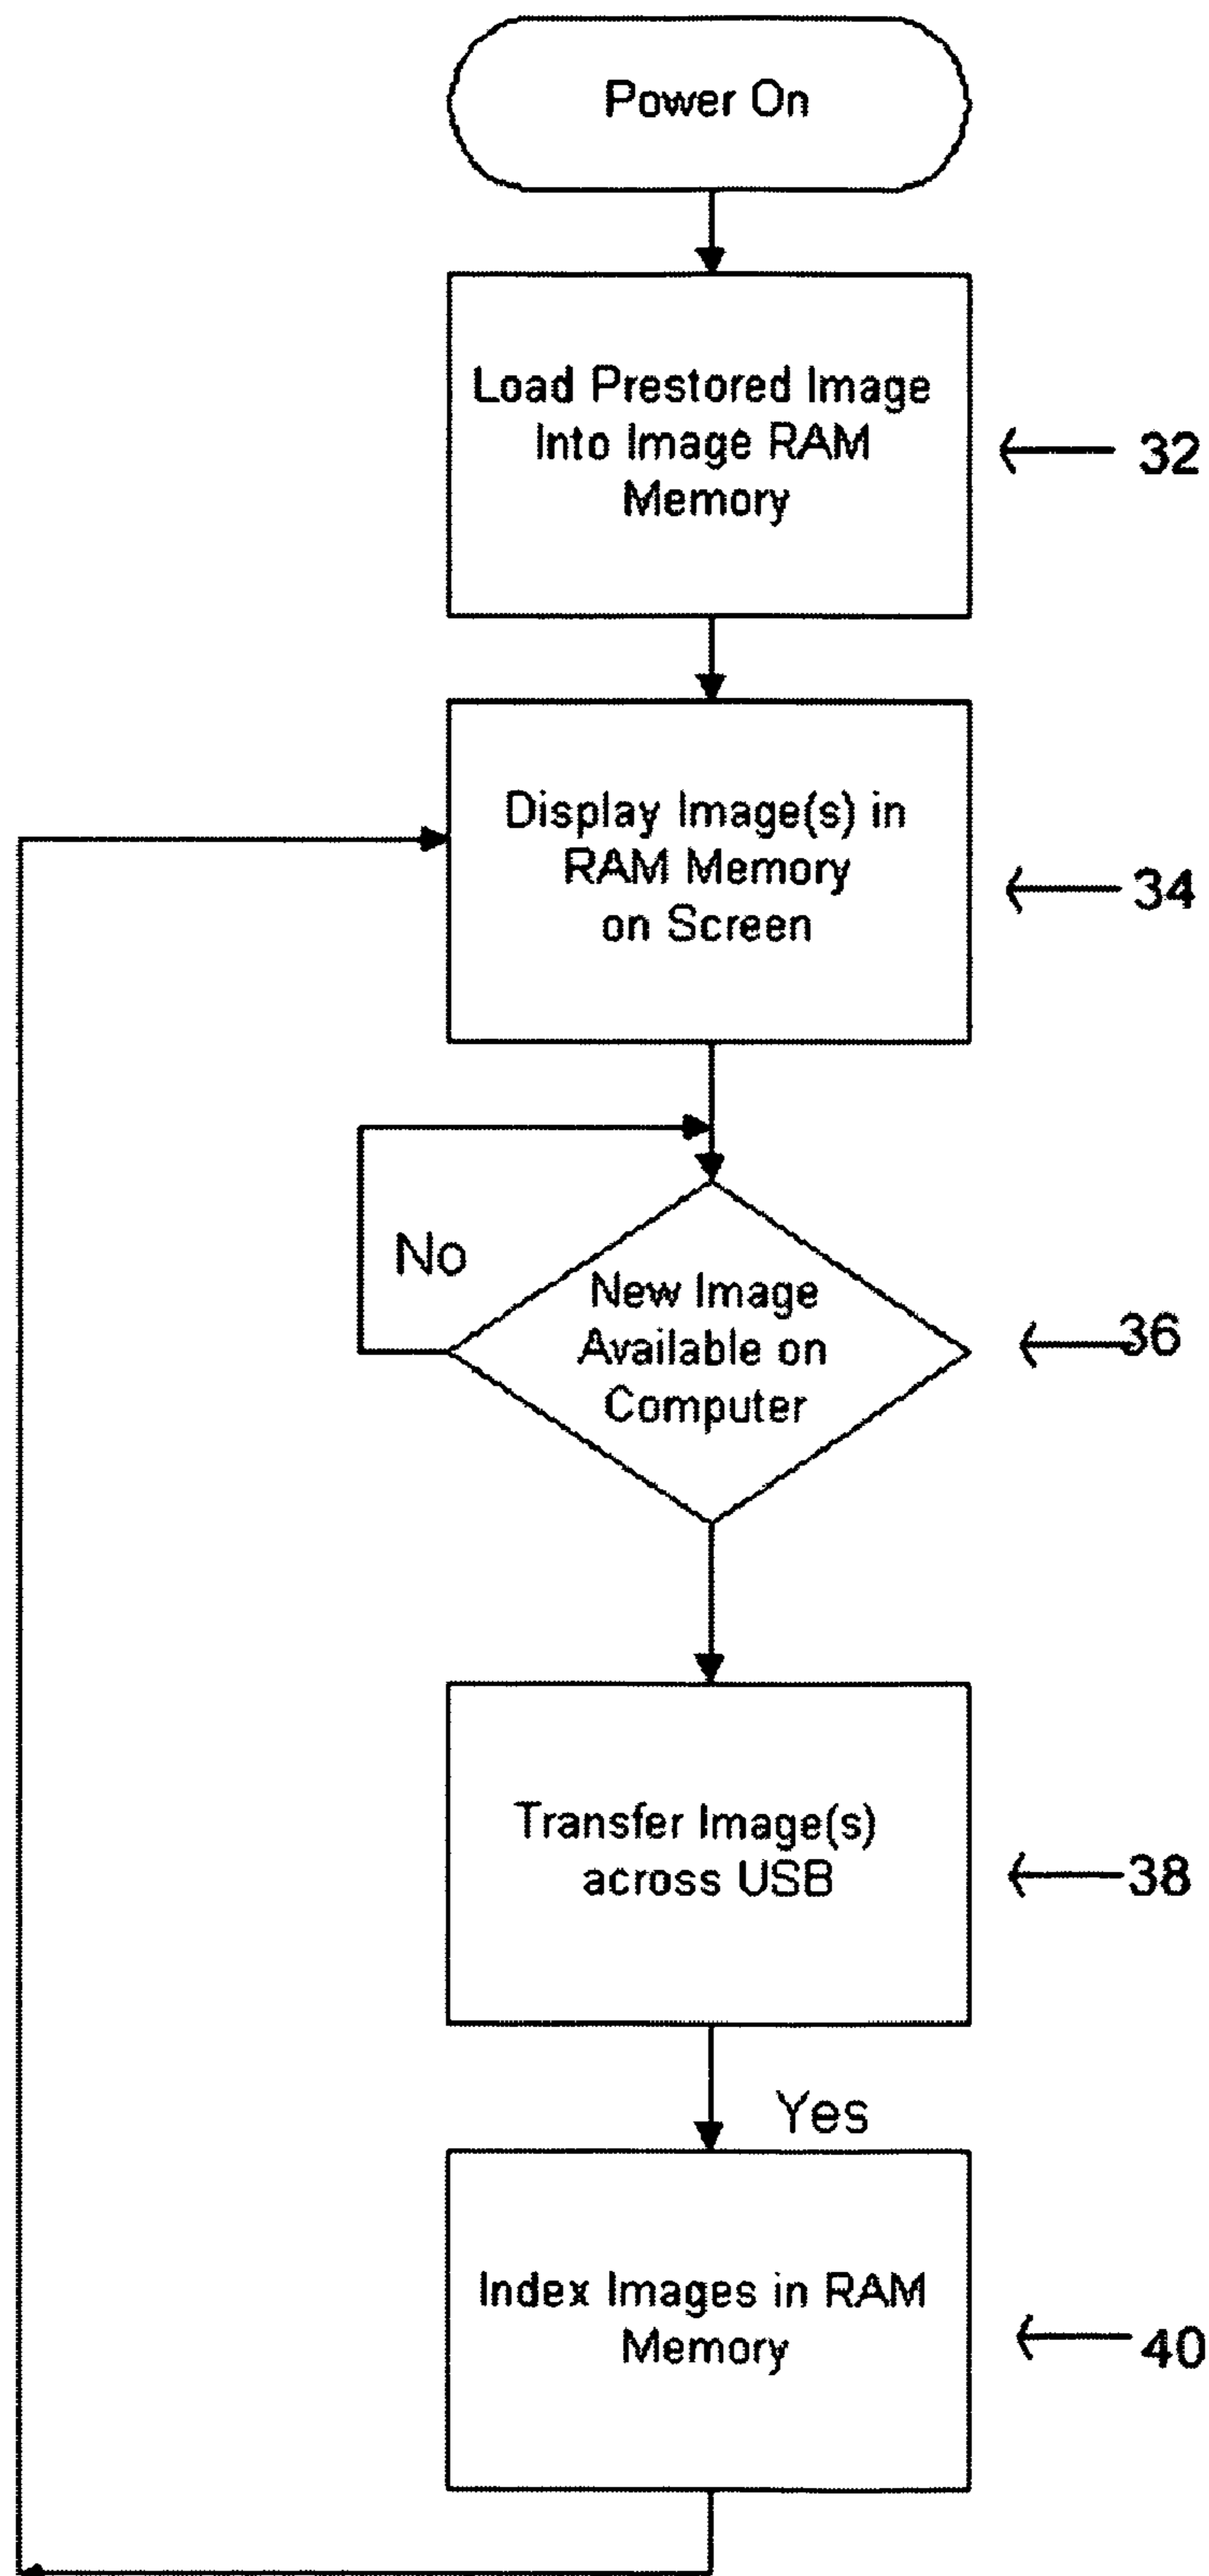 Power On
Load Prestored Image
Into Image RAM
Memory
32
Display Image(s) in
RAM Memory
on Screen
34
No
New Image
Available on
Computer
36
Transfer Image(s)
across USB
38
Yes
Index Images in RAM
Memory
40